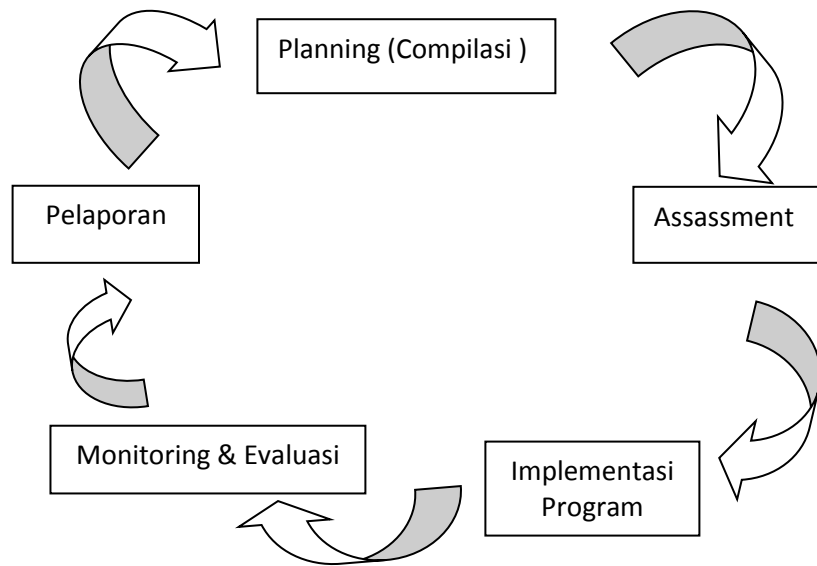 Planning (Compilasi )
Assassment
Implementasi
Program
Monitoring & Evaluasi
Pelaporan